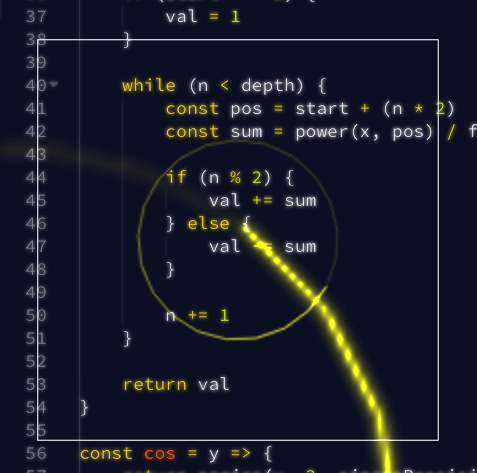 37 val = 1
38 }
39
40 while (n < depth) {
41 const pos = start + (n * 2)
42 const sum = power(x, pos) / f
43
44 if (n % 2) {
45 val += sum
46 } else {
47 val sum
48 }
49
50 n += 1
51 }
52
53 return val
54 }
55
56 const cos = y => {